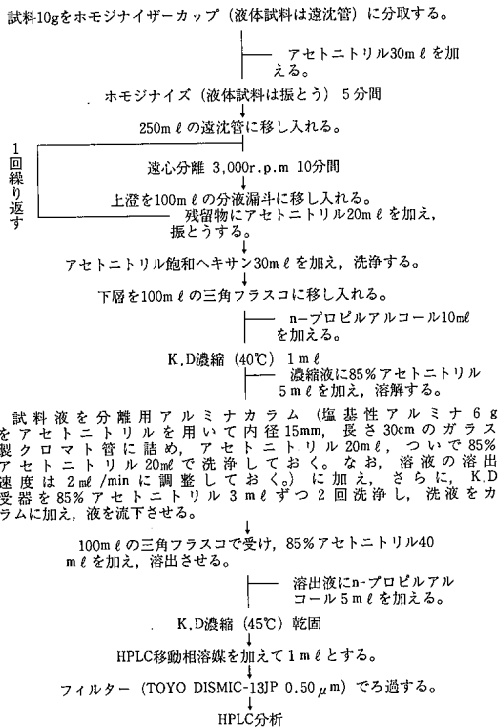 試料10gをホモジナイザーカップ（液体試料は遠沈管）に分取する。
アセトニトリル30mℓを加
える。
ホモジナイズ（液体試料は振とう）5分間
250mℓの遠沈管に移し入れる。
1回繰り返す
遠心分離 3,000r.p.m 10分間
上澄を100mℓの分液漏斗に移し入れる。
残留物にアセトニトリル20mℓを加え，
振とうする。
アセトニトリル飽和ヘキサン30mℓを加え，洗浄する。
下層を100mℓの三角フラスコに移し入れる。
n-プロピルアルコール10mℓ
を加える。
K.D濃縮（40℃）1mℓ
濃縮液に85%アセトニトリル
5mℓを加え，溶解する。
試料液を分離用アルミナカラム（塩基性アルミナ6g
をアセトニトリルを用いて内径15mm，長さ30cmのガラス
製クロマト管に詰め，アセトニトリル20mℓ，ついで85%
アセトニトリル20mℓで洗浄しておく。なお，溶液の溶出
速度は2mℓ/minに調整しておく。）に加え，さらに，K.D
受器を85%アセトニトリル3mℓずつ2回洗浄し，洗液をカ
ラムに加え，液を流下させる。
100mℓの三角フラスコで受け，85%アセトニトリル40
mℓを加え，溶出させる。
溶出液にn-プロピルアル
コール5mℓを加える。
K.D濃縮（45℃）乾固
HPLC移動相溶媒を加えて1mℓとする。
フィルター（TOYO DISMIC-13JP 0.50μm）でろ過する。
HPLC分析